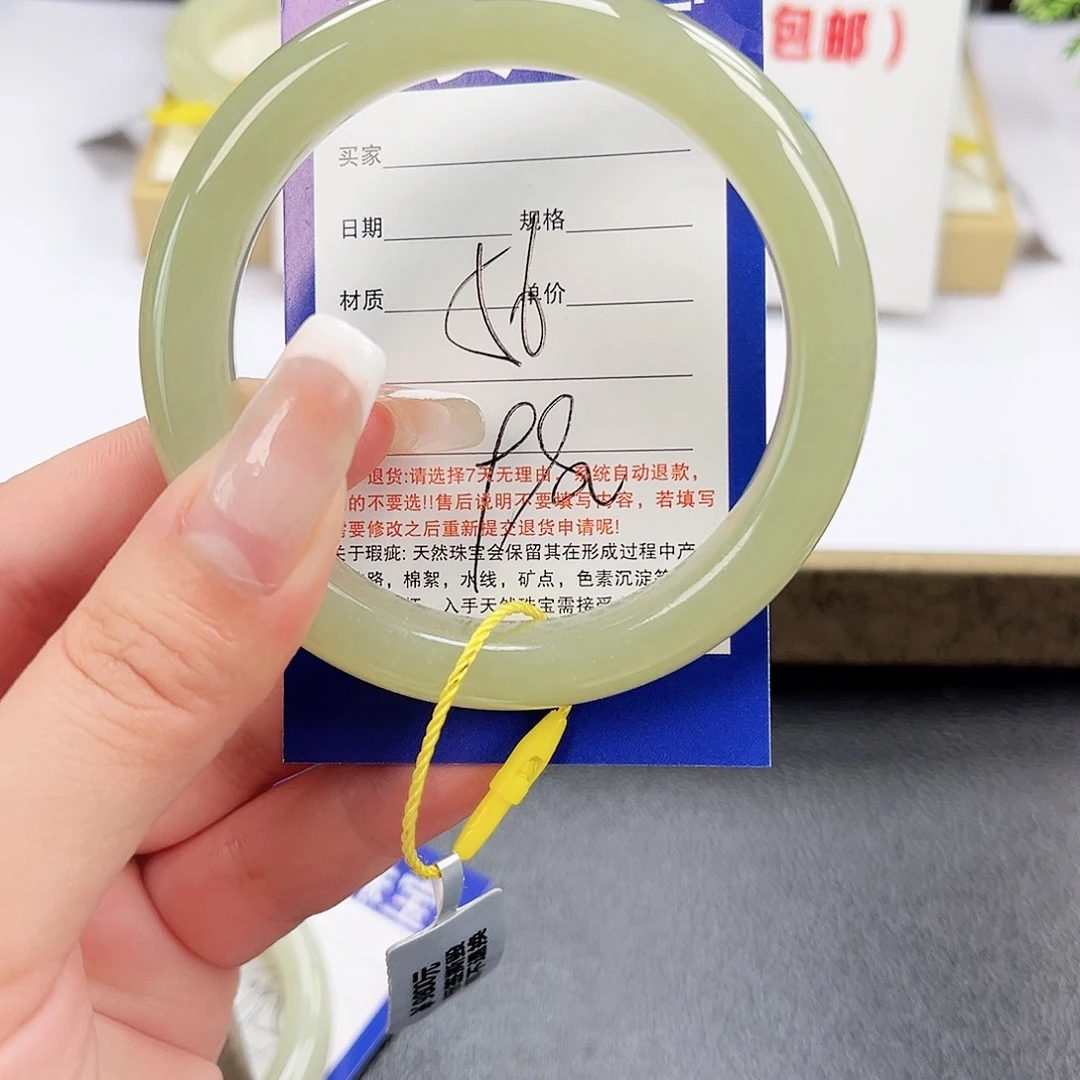 包邮）
买家
日期 规格
材质 单价
56
退货:请选择7天无理由，系统自动退款，
的不要选!!售后说明不要填写内容，若填写
需要修改之后重新提交退货申请呢!
关于瑕疵: 天然珠宝会保留其在形成过程中产
路，棉絮，水线，矿点，色素沉淀等
入手天然珠宝需接受